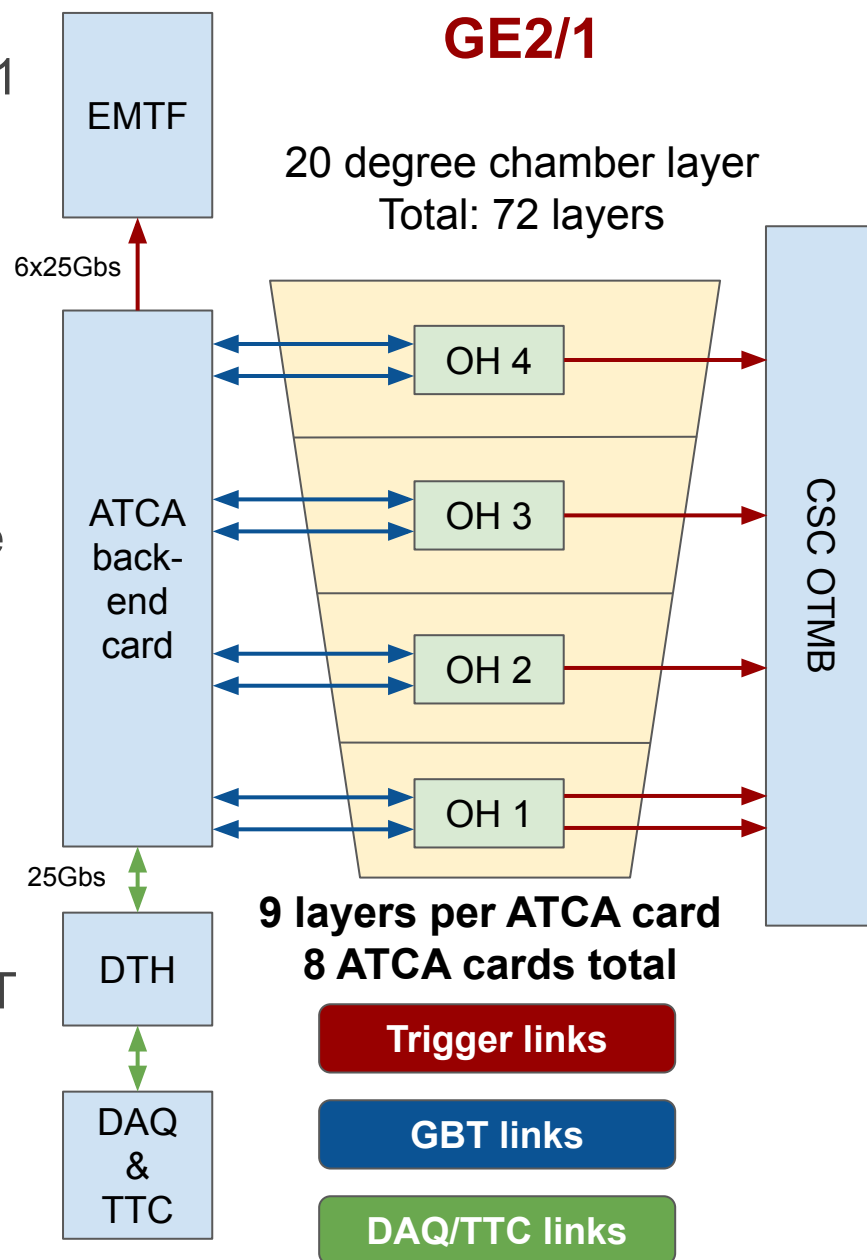 GE2/1
1
EMTF
20 degree chamber layer
Total: 72 layers
6x25Gbs
OH 4
OH 3
ATCA
back-
end
card
e
CSC OTMB
OH 2
OH 1
25Gbs
9 layers per ATCA card
8 ATCA cards total
DTH
T
Trigger links
DAQ
&
TTC
GBT links
DAQ/TTC links